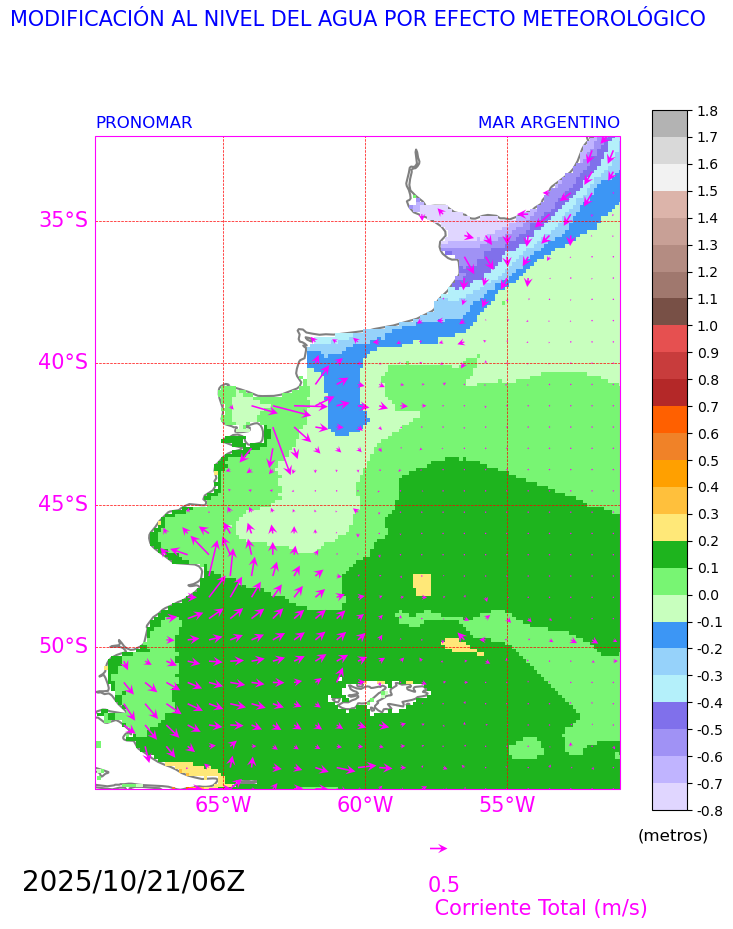 MODIFICACIÓN AL NIVEL DEL AGUA POR EFECTO METEOROLÓGICO
PRONOMAR
MAR ARGENTINO
1.8
1.7
1.6
1.5
1.4
1.3
1.2
1.1
1.0
0.9
0.8
0.7
0.6
0.5
0.4
0.3
0.2
0.1
0.0
-0.1
-0.2
-0.3
-0.4
-0.5
-0.6
-0.7
-0.8
(metros)
35°S
40°S
45°S
50°S
65°W
60°W
55°W
2025/10/21/06Z
0.5
Corriente Total (m/s)